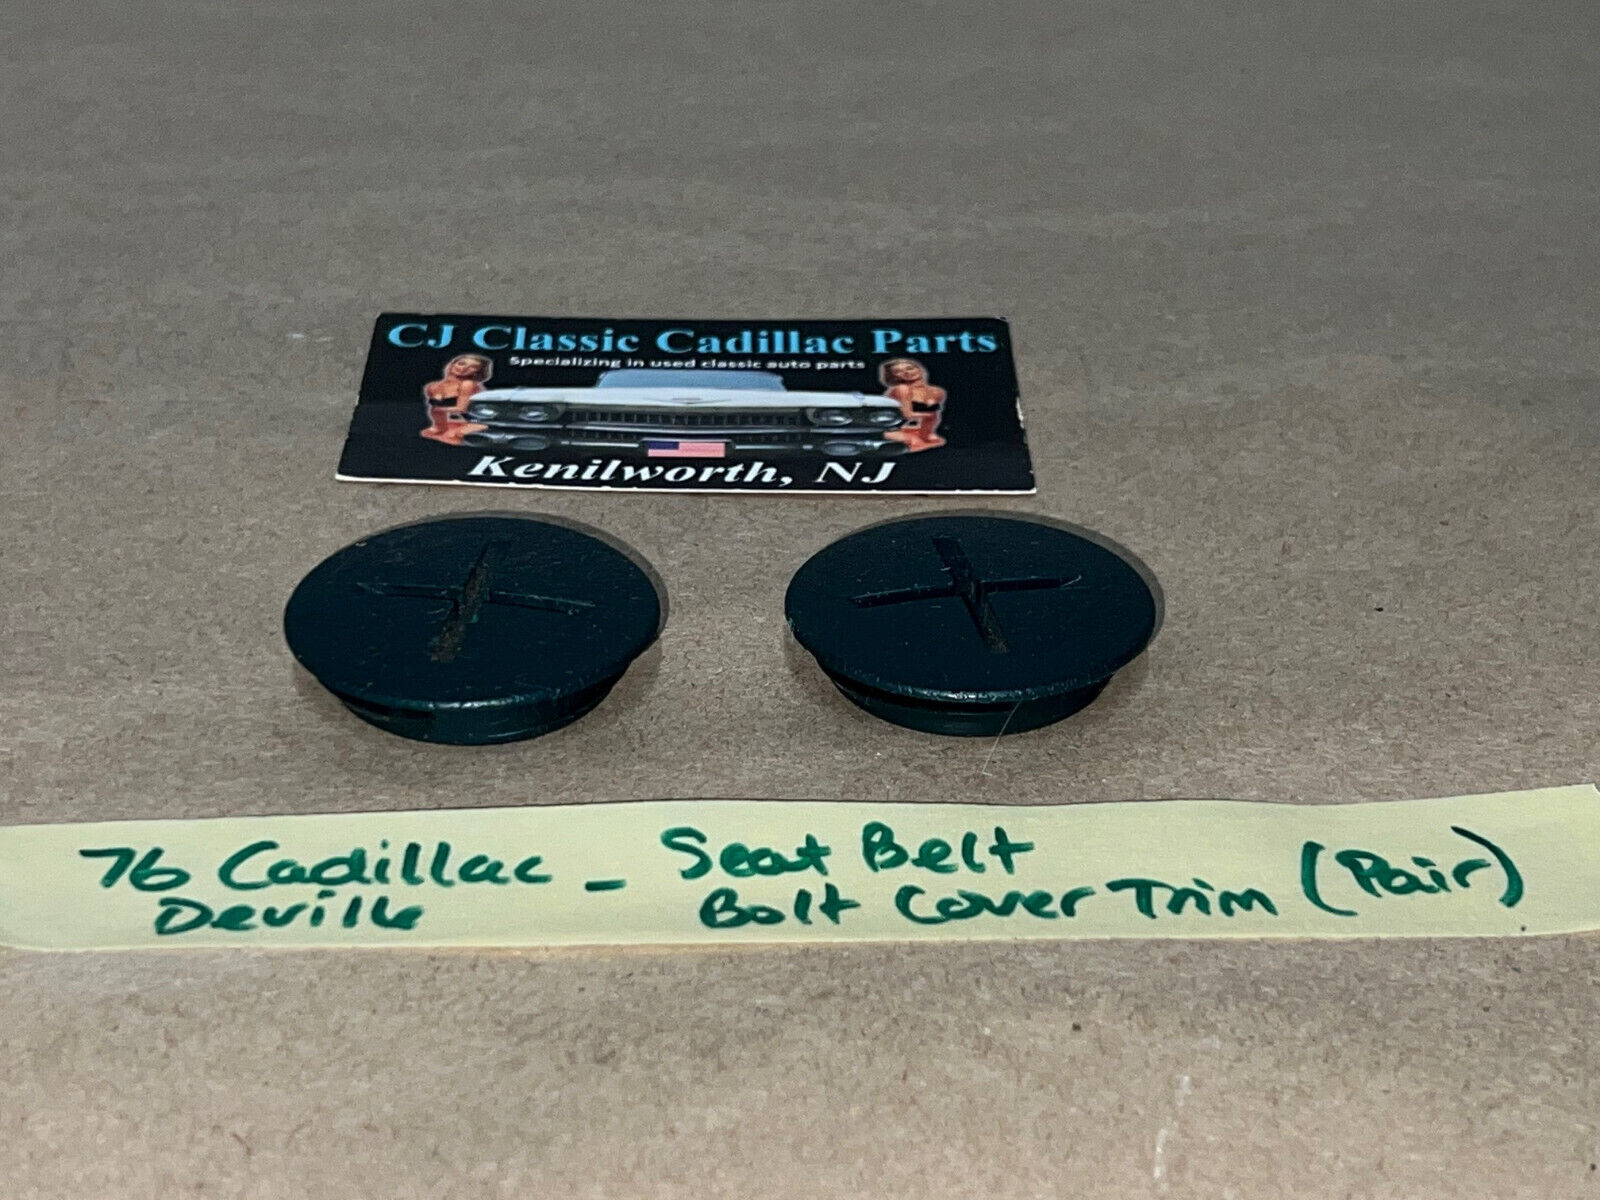 CJ Classic Cadillac Parts
Specializing in used classic auto parts
Kenilworth, NJ
76 Cadillac - Seat Belt
Deville Bolt Cover Trim (Pair)